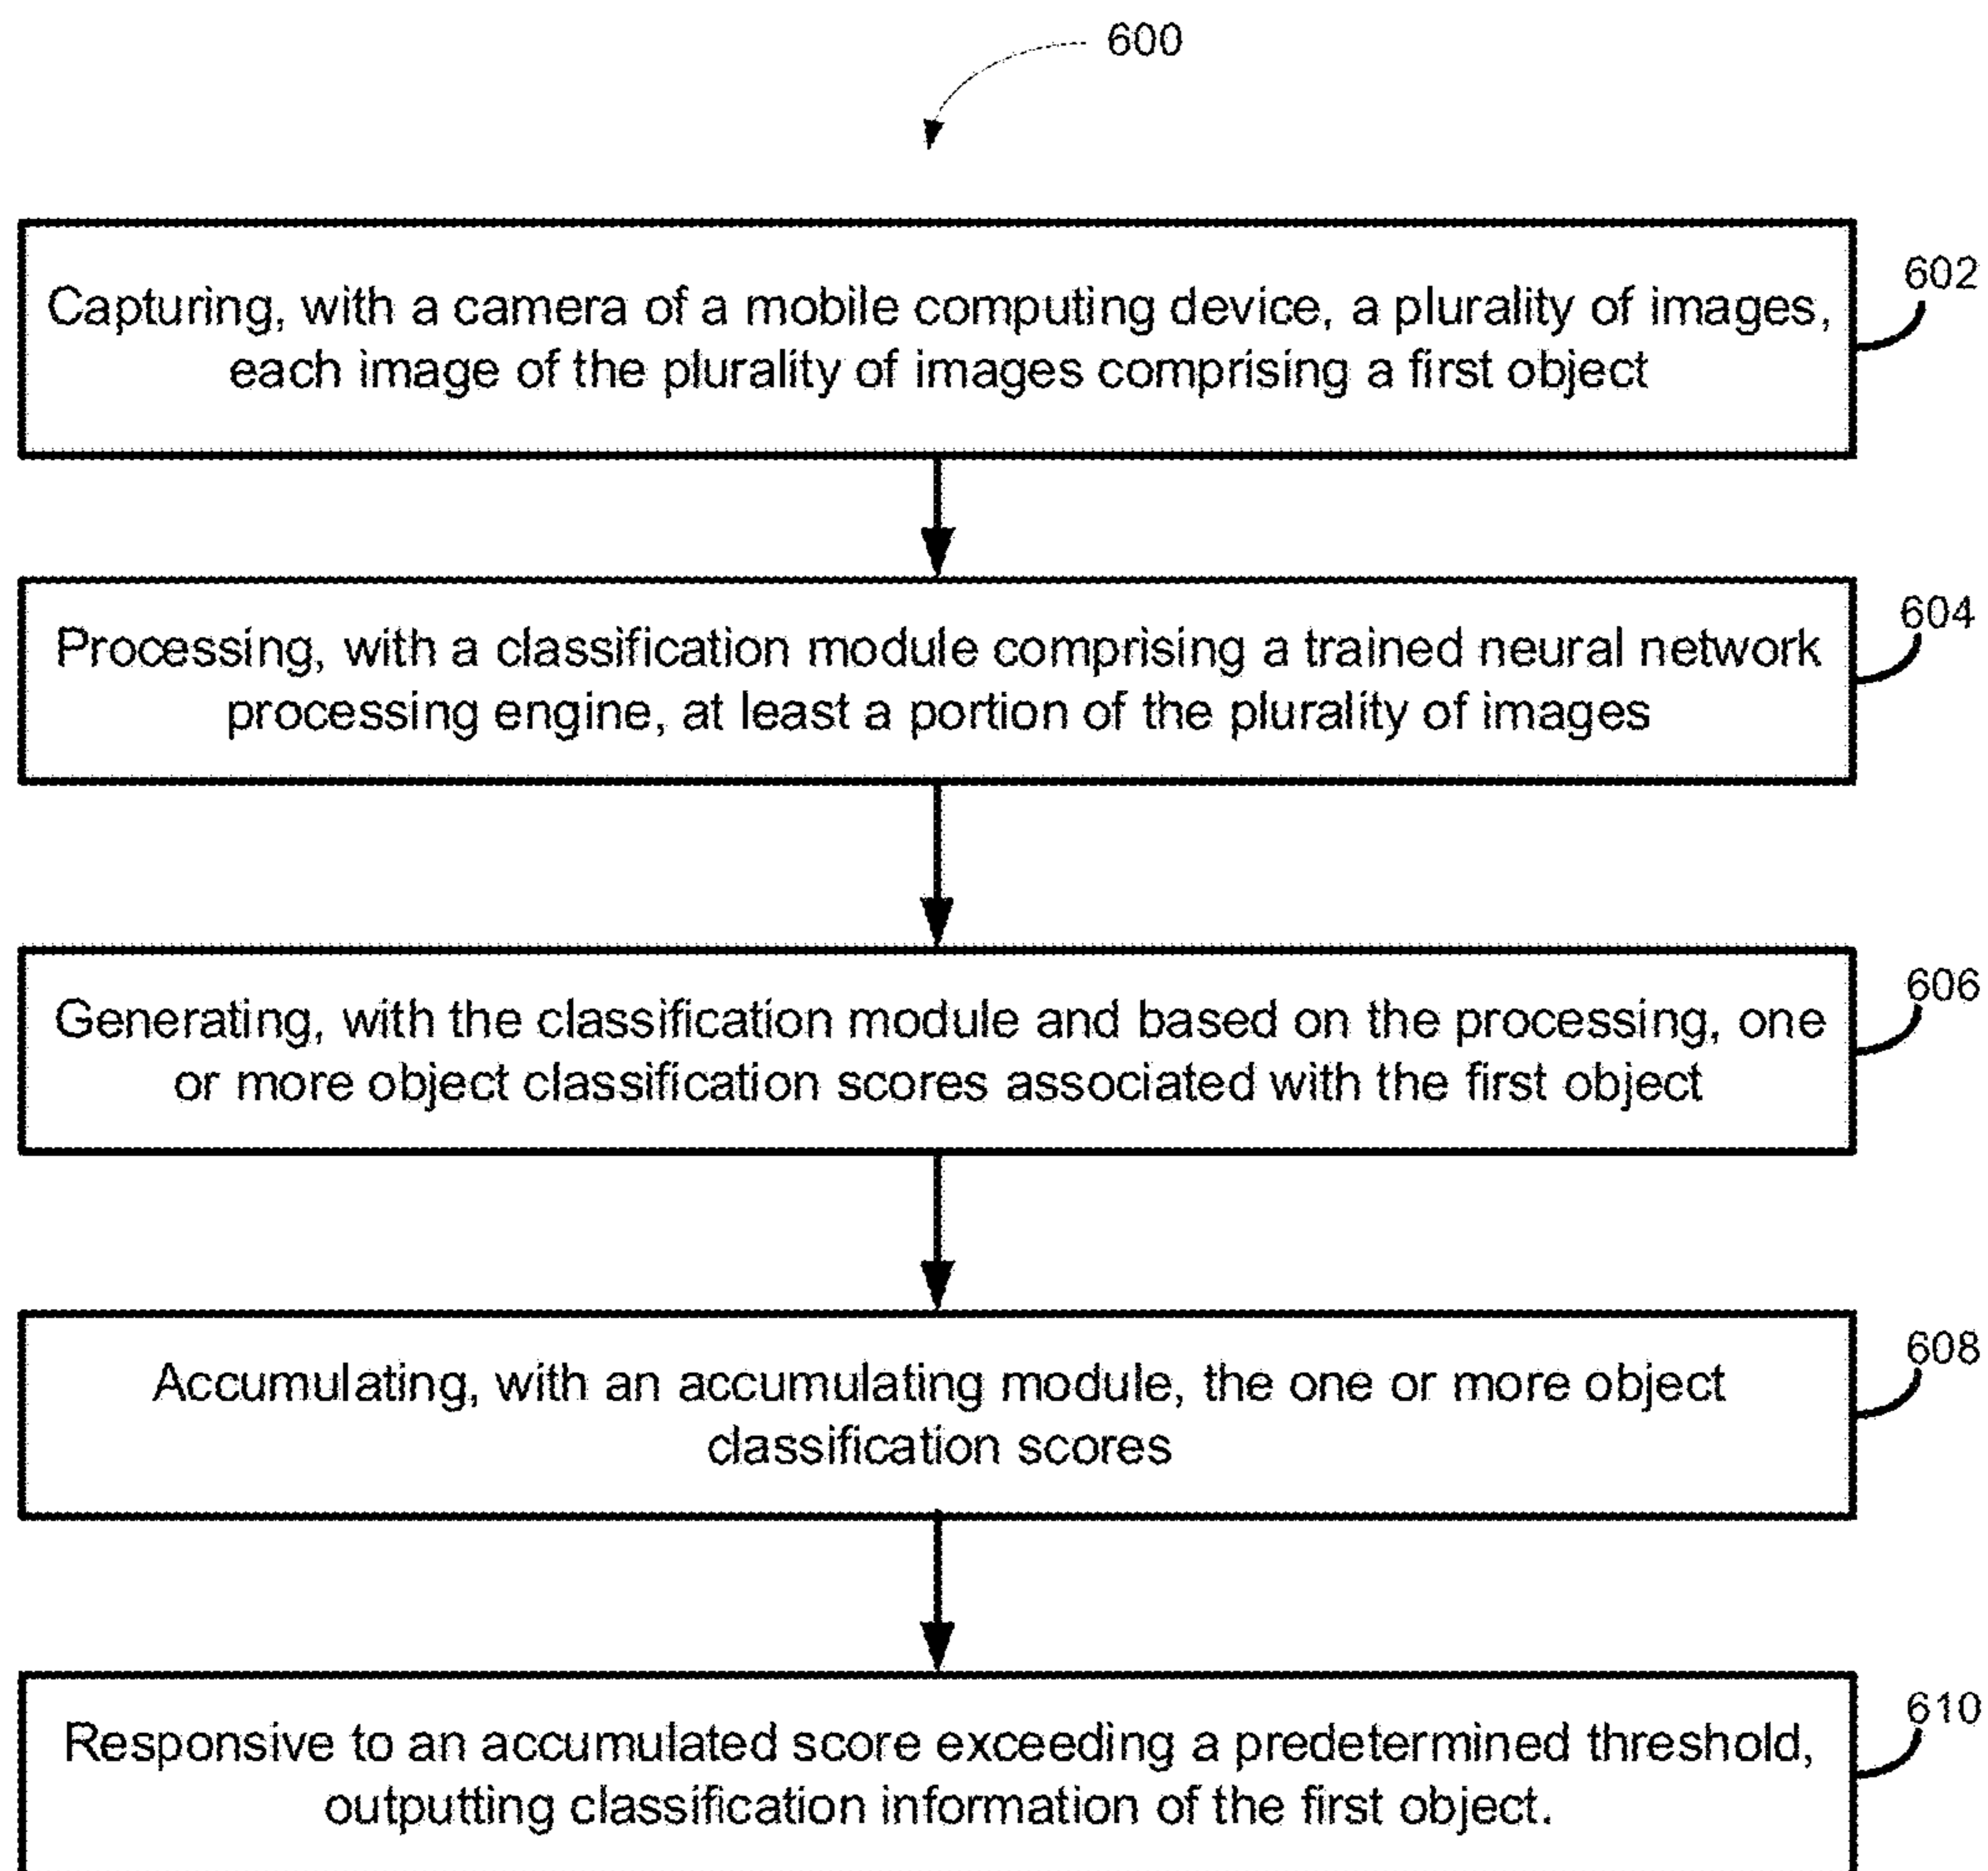 600
602
Capturing, with a camera of a mobile computing device, a plurality of images,
each image of the plurality of images comprising a first object
604
Processing, with a classification module comprising a trained neural network
processing engine, at least a portion of the plurality of images
606
Generating, with the classification module and based on the processing, one
or more object classification scores associated with the first object
608
Accumulating, with an accumulating module, the one or more object
classification scores
610
Responsive to an accumulated score exceeding a predetermined threshold,
outputting classification information of the first object.